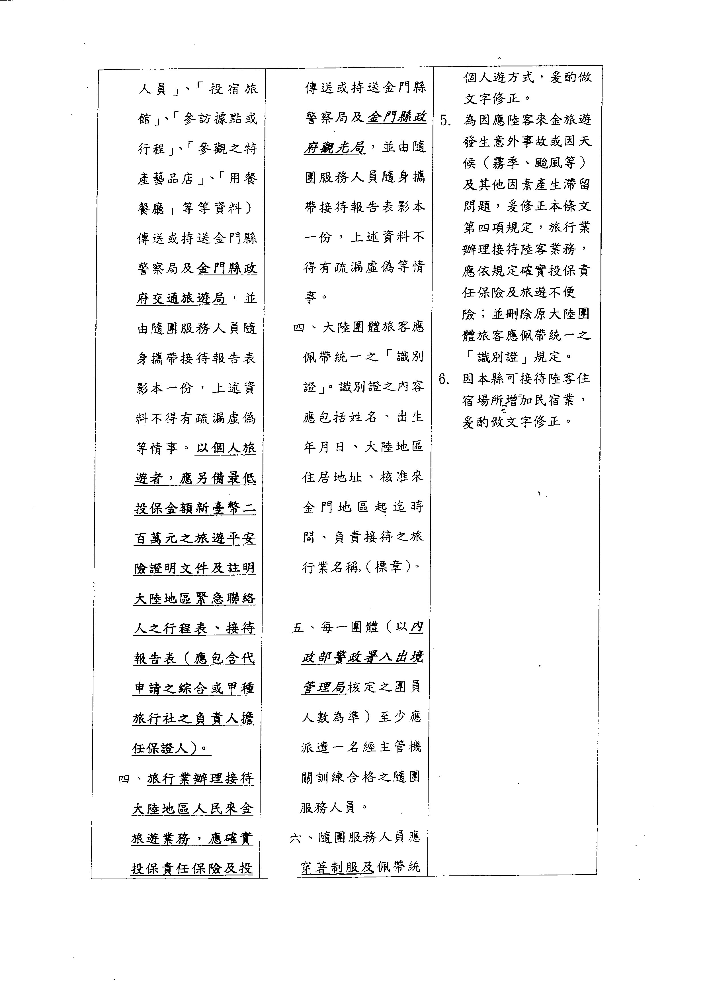 人員」、「投宿旅
館」、「參訪據點或
行程」、「參觀之特
產藝品店」、「用餐
餐廳」等等資料）
傳送或持送金門縣
警察局及金門縣政
府交通旅遊局，並
由隨團服務人員隨
身攜帶接待報告表
影本一份，上述資
料不得有疏漏虛偽
等情事。以個人旅
遊者，應另備最低
投保金額新臺幣二
百萬元之旅遊平安
險證明文件及註明
大陸地區緊急聯絡
人之行程表、接待
報告表（應包含代
申請之綜合或甲種
旅行社之負責人擔
任保證人）。
四、旅行業辦理接待
大陸地區人民來金
旅遊業務，應確實
投保責任保險及投
傳送或持送金門縣
警察局及金門縣政
府觀光局，並由隨
團服務人員隨身攜
帶接待報告表影本
一份，上述資料不
得有疏漏虛偽等情
事。
四、大陸團體旅客應
佩帶統一之「識別
證」。識別證之內容
應包括姓名、出生
年月日、大陸地區
住居地址、核准來
金門地區起迄時
間、負責接待之旅
行業名稱、（標章）。
五、每一團體（以內
政部警政署入出境
管理局核定之團員
人數為準）至少應
派遣一名經主管機
關訓練合格之隨團
服務人員。
六、隨團服務人員應
穿著制服及佩帶統
個人遊方式，爰酌做
文字修正。
5. 為因應陸客來金旅遊
發生意外事故或因天
候（霧季、颱風等）
及其他因素產生滯留
問題，爰修正本條文
第四項規定，旅行業
辦理接待陸客業務，
應依規定確實投保責
任保險及旅遊不便
險；並刪除原大陸團
體旅客應佩帶統一之
「識別證」規定。
6. 因本縣可接待陸客住
宿場所增加民宿業，
爰酌做文字修正。